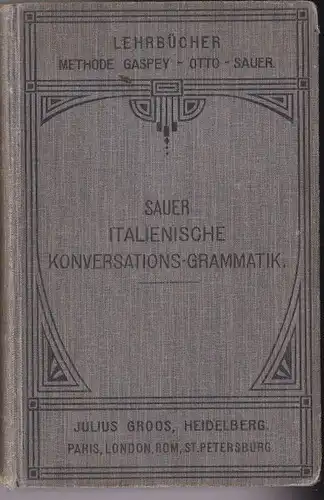 LEHRBÜCHER
METHODE GASPEY - OTTO - SAUER.
SAUER
ITALIENISCHE
KONVERSATIONS-GRAMMATIK.
JULIUS GROOS, HEIDELBERG.
PARIS, LONDON, ROM, ST. PETERSBURG